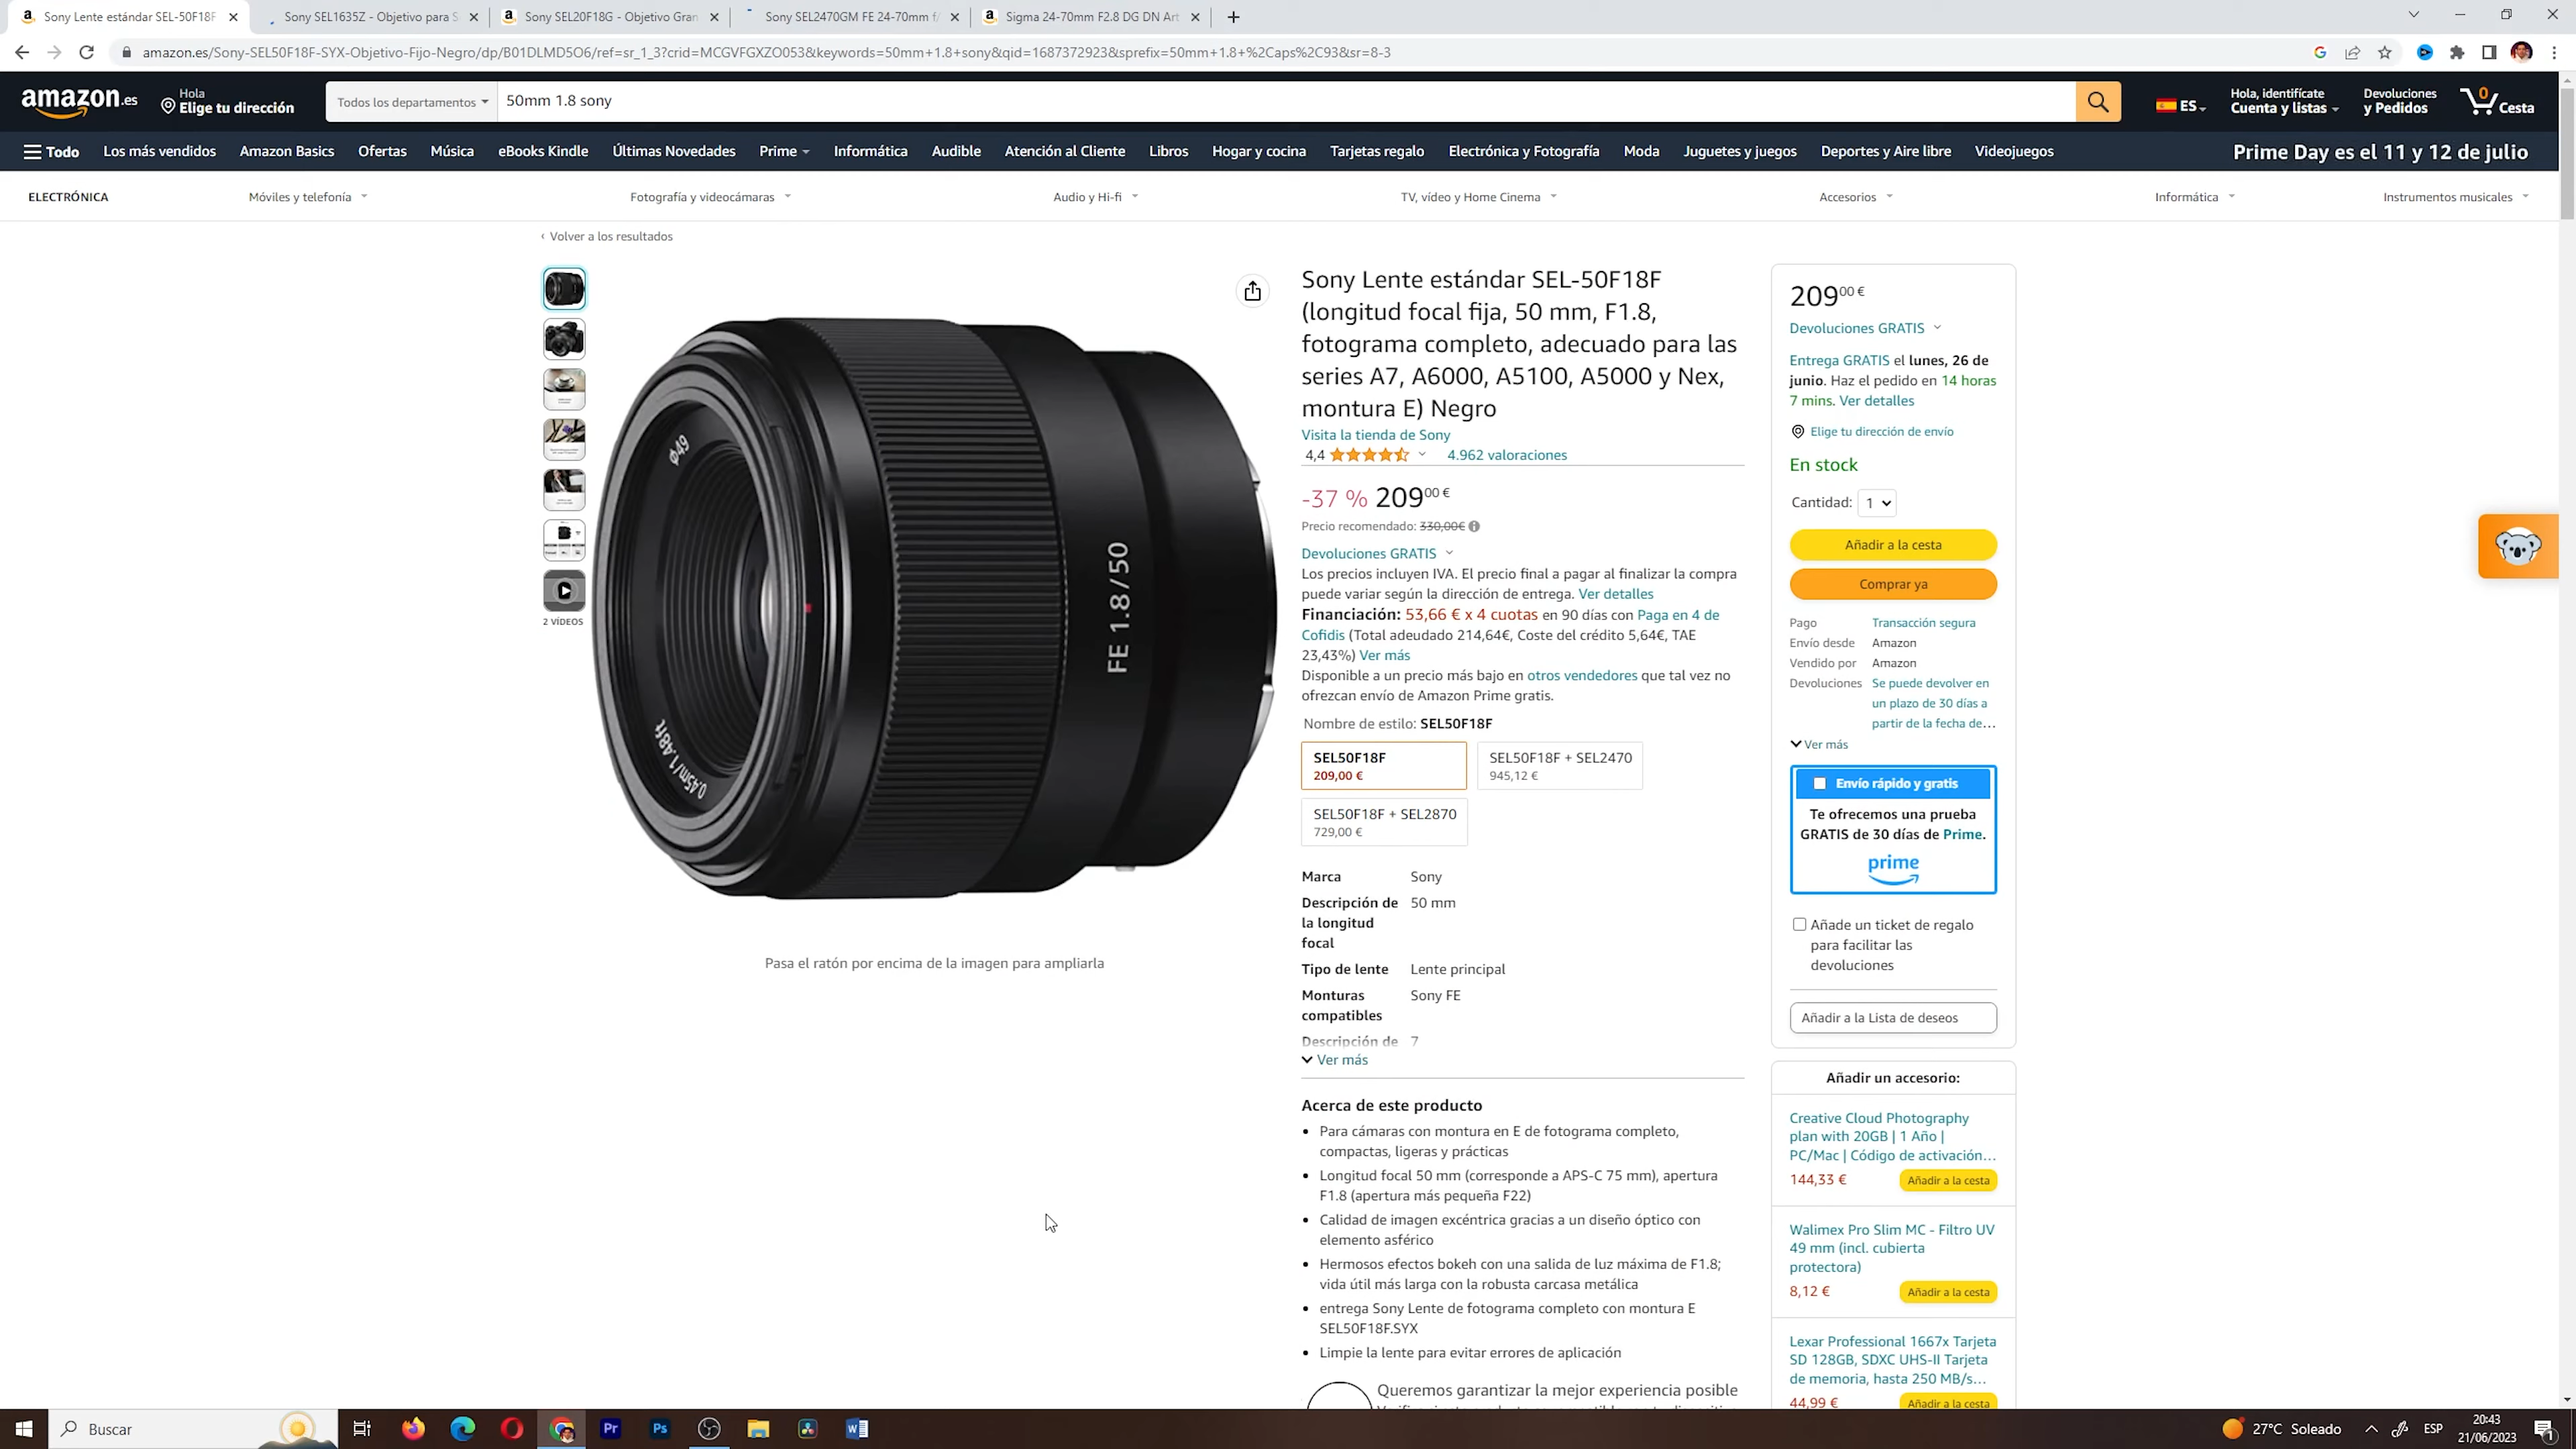 Sony Lente estándar SEL-50F18F
Sony SEL1635Z - Objetivo para S
Sony SEL20F18G - Objetivo Gran
Sony SEL2470GM FE 24-70mm f/
Sigma 24-70mm F2.8 DG DN Art
amazon.es/Sony-SEL50F18F-SYX-Objetivo-Fijo-Negro/dp/B01DLMD5O6/ref=sr_1_3?crid=MCGVFGXZO053&keywords=50mm+1.8+sony&qid=1687372923&sprefix=50mm+1.8+%2Caps%2C93&sr=8-3
amazon.es
Hola
Elige tu dirección
Todos los departamentos
50mm 1.8 sony
ES
Hola, identifícate
Cuenta y listas
Devoluciones
y Pedidos
0
Cesta
Todo
Los más vendidos
Amazon Basics
Ofertas
Música
eBooks Kindle
Últimas Novedades
Prime
Informática
Audible
Atención al Cliente
Libros
Hogar y cocina
Tarjetas regalo
Electrónica y Fotografía
Moda
Juguetes y juegos
Deportes y Aire libre
Videojuegos
Prime Day es el 11 y 12 de julio
ELECTRÓNICA
Móviles y telefonía
Fotografía y videocámaras
Audio y Hi-fi
TV, vídeo y Home Cinema
Accesorios
Informática
Instrumentos musicales
‹ Volver a los resultados
2 VÍDEOS
Φ49
0.45m/1.48ft
FE 1.8/50
Pasa el ratón por encima de la imagen para ampliarla
Sony Lente estándar SEL-50F18F
(longitud focal fija, 50 mm, F1.8,
fotograma completo, adecuado para las
series A7, A6000, A5100, A5000 y Nex,
montura E) Negro
Visita la tienda de Sony
4,4
4.962 valoraciones
-37 % 20900 €
Precio recomendado: 330,00€
Devoluciones GRATIS
Los precios incluyen IVA. El precio final a pagar al finalizar la compra
puede variar según la dirección de entrega. Ver detalles
Financiación: 53,66 € x 4 cuotas en 90 días con Paga en 4 de
Cofidis (Total adeudado 214,64€, Coste del crédito 5,64€, TAE
23,43%) Ver más
Disponible a un precio más bajo en otros vendedores que tal vez no
ofrezcan envío de Amazon Prime gratis.
Nombre de estilo: SEL50F18F
SEL50F18F
209,00 €
SEL50F18F + SEL2470
945,12 €
SEL50F18F + SEL2870
729,00 €
Marca
Sony
Descripción de
la longitud
focal
50 mm
Tipo de lente
Lente principal
Monturas
compatibles
Sony FE
Descripción de
7
Ver más
Acerca de este producto
• Para cámaras con montura en E de fotograma completo,
compactas, ligeras y prácticas
• Longitud focal 50 mm (corresponde a APS-C 75 mm), apertura
F1.8 (apertura más pequeña F22)
• Calidad de imagen excéntrica gracias a un diseño óptico con
elemento asférico
• Hermosos efectos bokeh con una salida de luz máxima de F1.8;
vida útil más larga con la robusta carcasa metálica
• entrega Sony Lente de fotograma completo con montura E
SEL50F18F.SYX
• Limpie la lente para evitar errores de aplicación
Queremos garantizar la mejor experiencia posible
20900 €
Devoluciones GRATIS
Entrega GRATIS el lunes, 26 de
junio. Haz el pedido en 14 horas
7 mins. Ver detalles
Elige tu dirección de envío
En stock
Cantidad: 1
Añadir a la cesta
Comprar ya
Pago
Transacción segura
Envío desde
Amazon
Vendido por
Amazon
Devoluciones
Se puede devolver en
un plazo de 30 días a
partir de la fecha de...
Ver más
Envío rápido y gratis
Te ofrecemos una prueba
GRATIS de 30 días de Prime.
prime
Añade un ticket de regalo
para facilitar las
devoluciones
Añadir a la Lista de deseos
Añadir un accesorio:
Creative Cloud Photography
plan with 20GB | 1 Año |
PC/Mac | Código de activación...
144,33 €
Añadir a la cesta
Walimex Pro Slim MC - Filtro UV
49 mm (incl. cubierta
protectora)
8,12 €
Añadir a la cesta
Lexar Professional 1667x Tarjeta
SD 128GB, SDXC UHS-II Tarjeta
de memoria, hasta 250 MB/s...
44,99 €
Añadir a la cesta
Buscar
Pr
Ps
27°C Soleado
ESP
20:43
21/06/2023
1